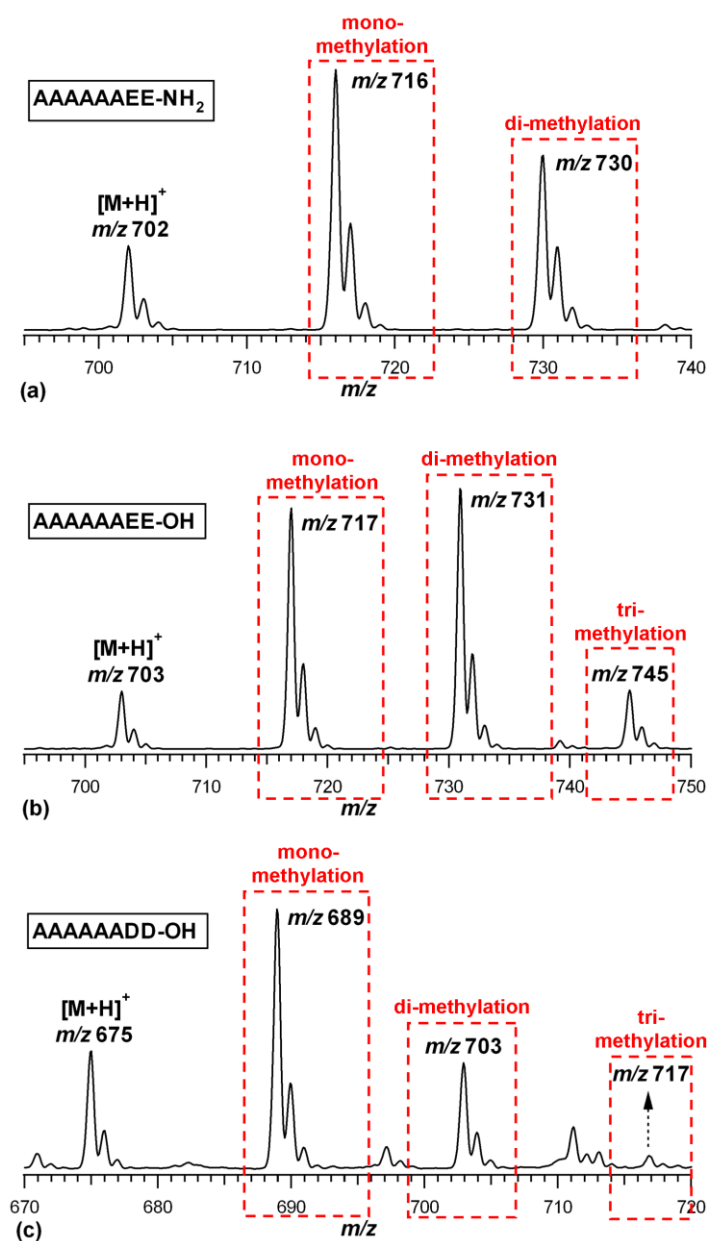 mono-
methylation
m/z 716
AAAAAAEE-NH2
di-methylation
m/z 730
[M+H]+
m/z 702
700 710 720 730 740
(a) m/z
mono-
methylation
di-methylation
m/z 717
m/z 731
AAAAAAEE-OH
tri-
methylation
[M+H]+
m/z 703
m/z 745
700 710 720 730 740 750
(b) m/z
mono-
methylation
m/z 689
AAAAAADD-OH
[M+H]+
m/z 675
di-methylation
m/z 703
tri-
methylation
m/z 717
670 680 690 700 710 720
(c) m/z